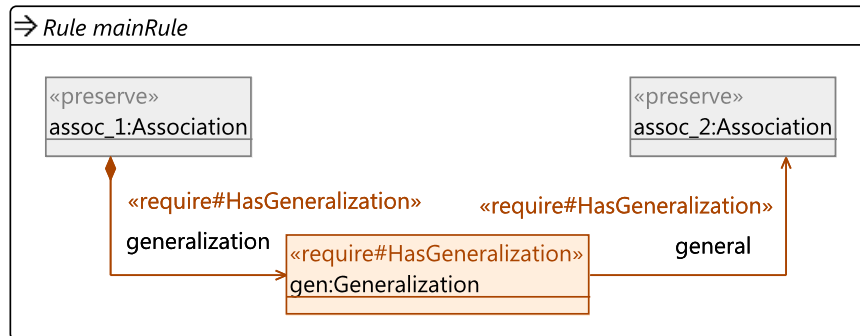 Rule mainRule
«preserve»
assoc_1:Association
«preserve»
assoc_2:Association
«require#HasGeneralization»
«require#HasGeneralization»
generalization
general
«require#HasGeneralization»
gen:Generalization